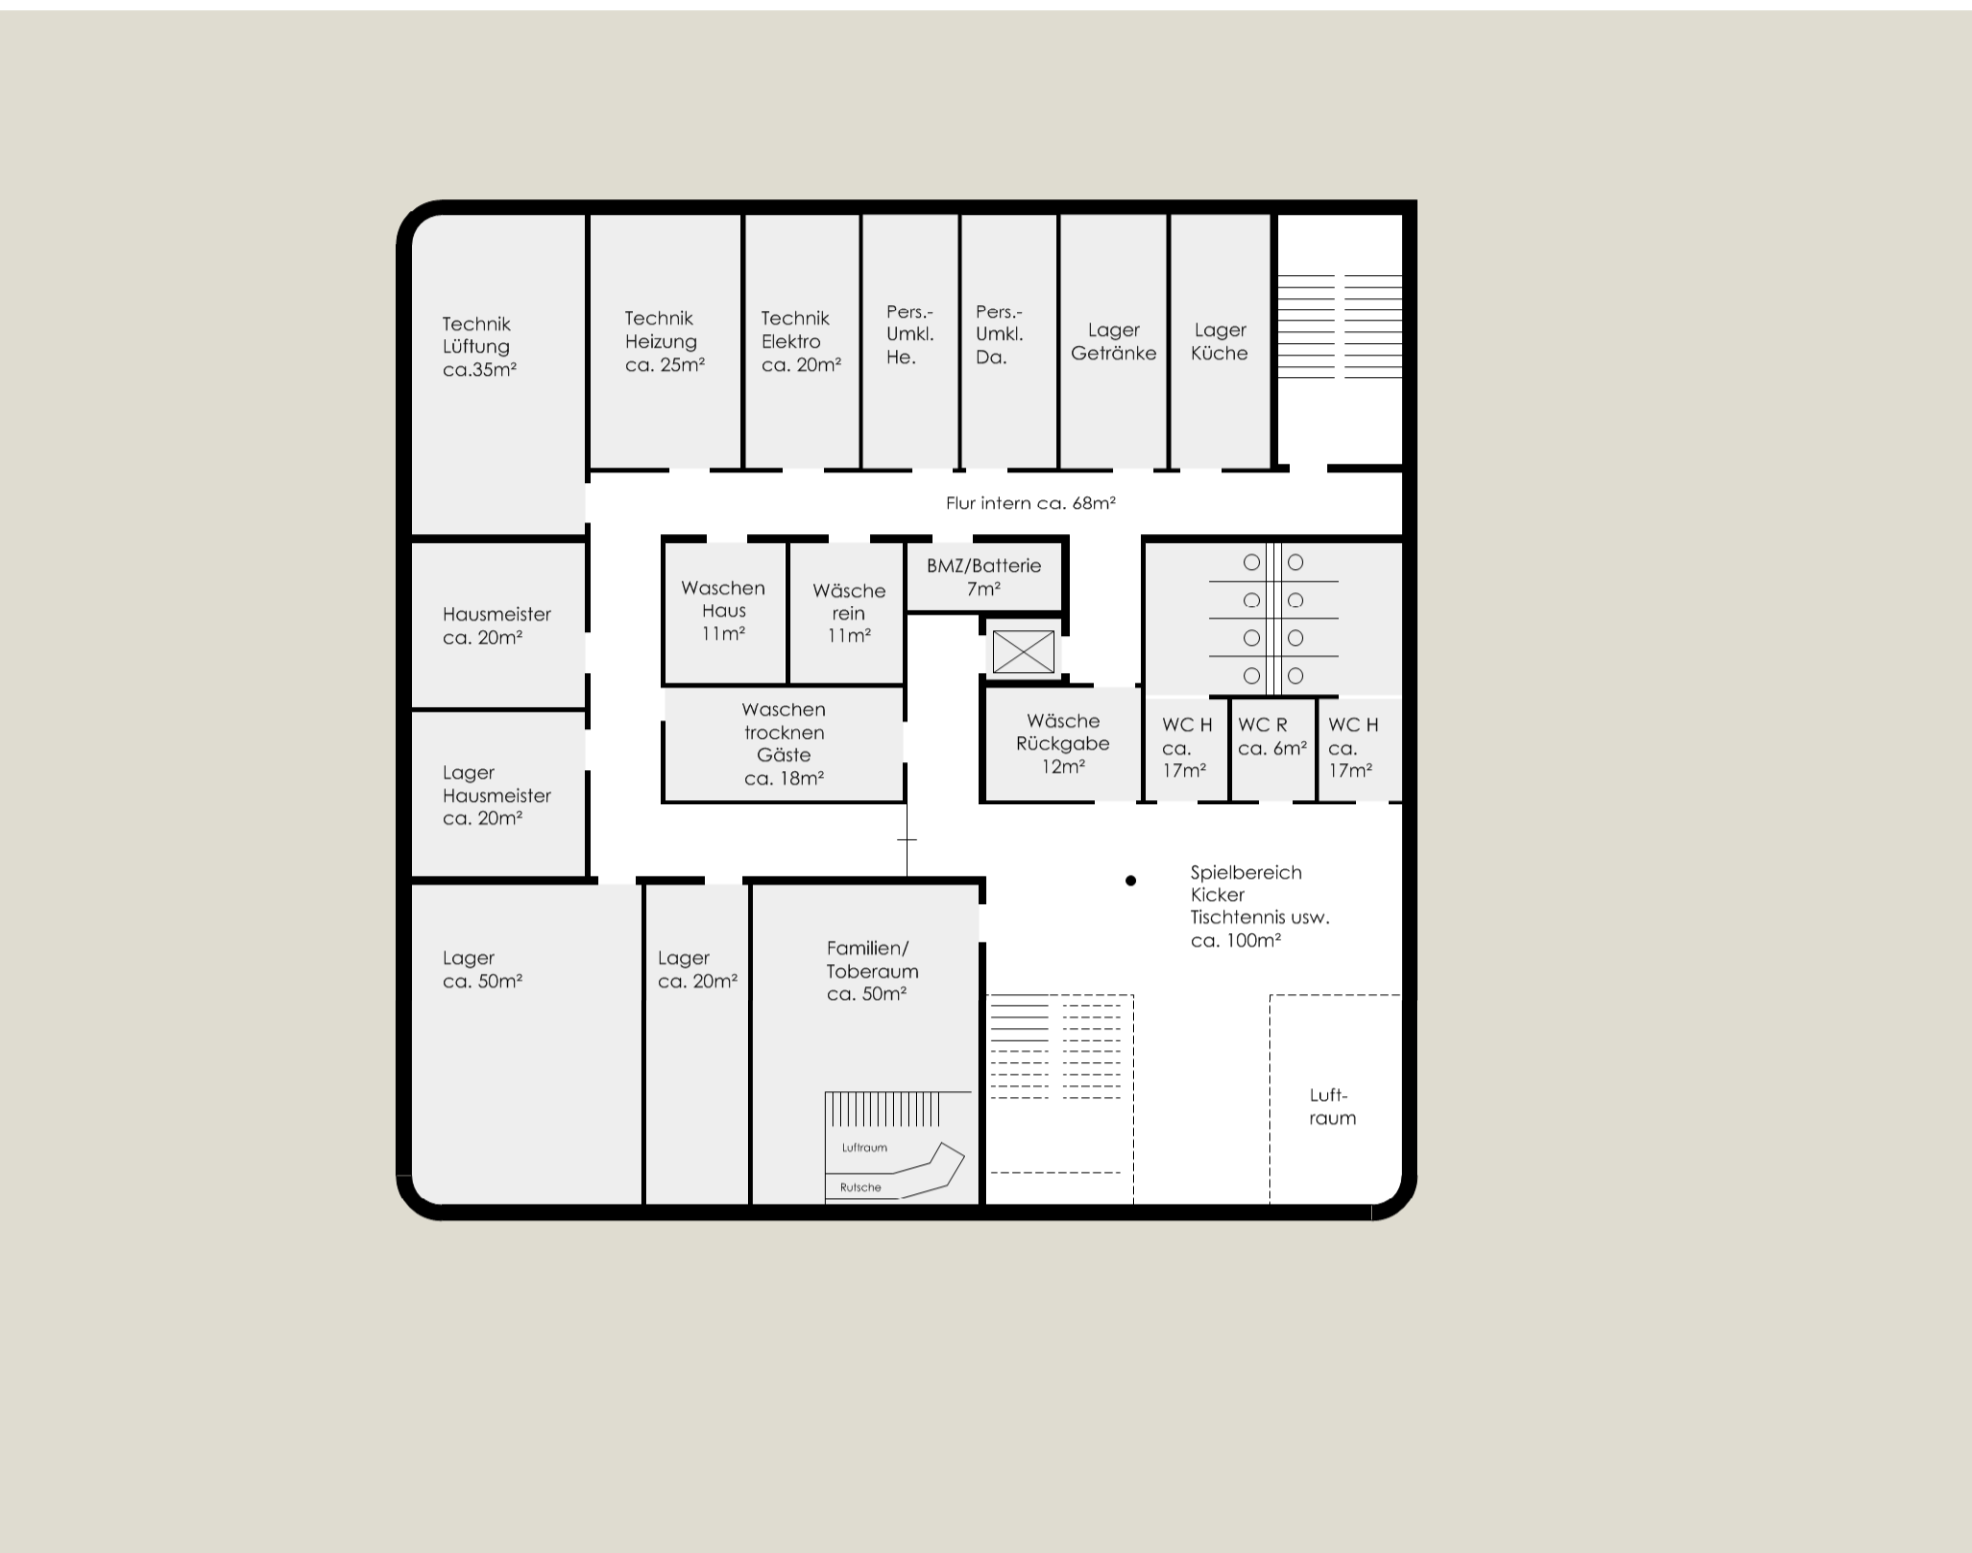 Technik
Lüftung
ca.35m²
Technik
Heizung
ca. 25m²
Technik
Elektro
ca. 20m²
Pers.-
Umkl.
He.
Pers.-
Umkl.
Da.
Lager
Getränke
Lager
Küche
Flur intern ca. 68m²
Hausmeister
ca. 20m²
Waschen
Haus
11m²
Wäsche
rein
11m²
BMZ/Batterie
7m²
Waschen
trocknen
Gäste
ca. 18m²
Wäsche
Rückgabe
12m²
WC H
ca.
17m²
WC R
ca. 6m²
WC H
ca.
17m²
Lager
Hausmeister
ca. 20m²
Spielbereich
Kicker
Tischtennis usw.
ca. 100m²
Lager
ca. 50m²
Lager
ca. 20m²
Familien/
Toberaum
ca. 50m²
Luftraum
Rutsche
Luft-
raum